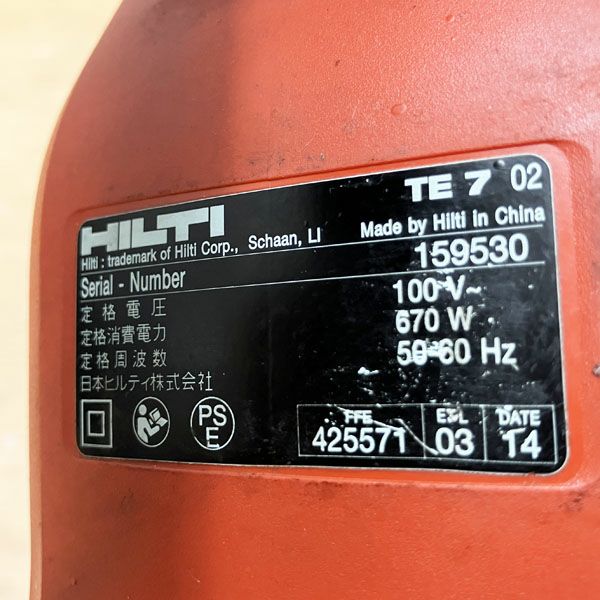 TE 7 02
HILTI
Hilti : trademark of Hilti Corp., Schaan, LI Made by Hilti in China
Serial - Number 159530
定格電圧 100 V~
定格消費電力 670 W
定格周波数 50-60 Hz
日本ヒルティ株式会社
PS
E
FFE ESL DATE
425571 03 14